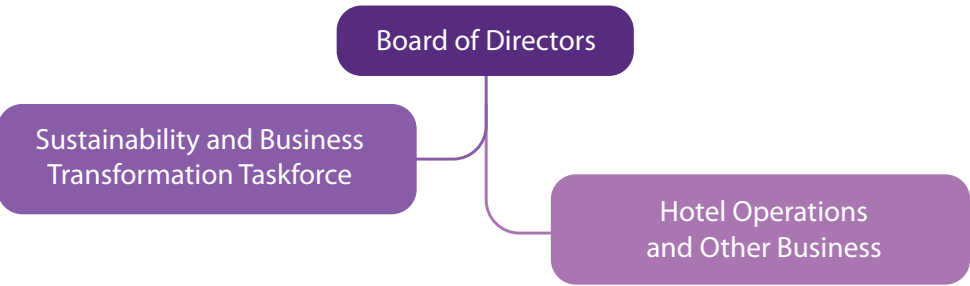 Board of Directors
Sustainability and Business
Transformation Taskforce
Hotel Operations
and Other Business